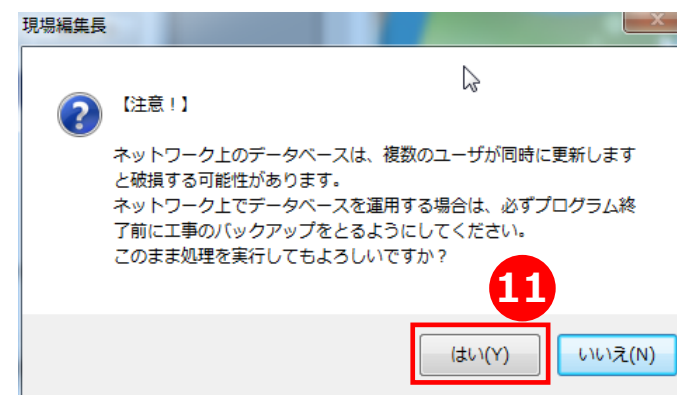 現場編集長
【注意！】
ネットワーク上のデータベースは、複数のユーザが同時に更新します
と破損する可能性があります。
ネットワーク上でデータベースを運用する場合は、必ずプログラム終
了前に工事のバックアップをとるようにしてください。
このまま処理を実行してもよろしいですか？
11
はい(Y) いいえ(N)